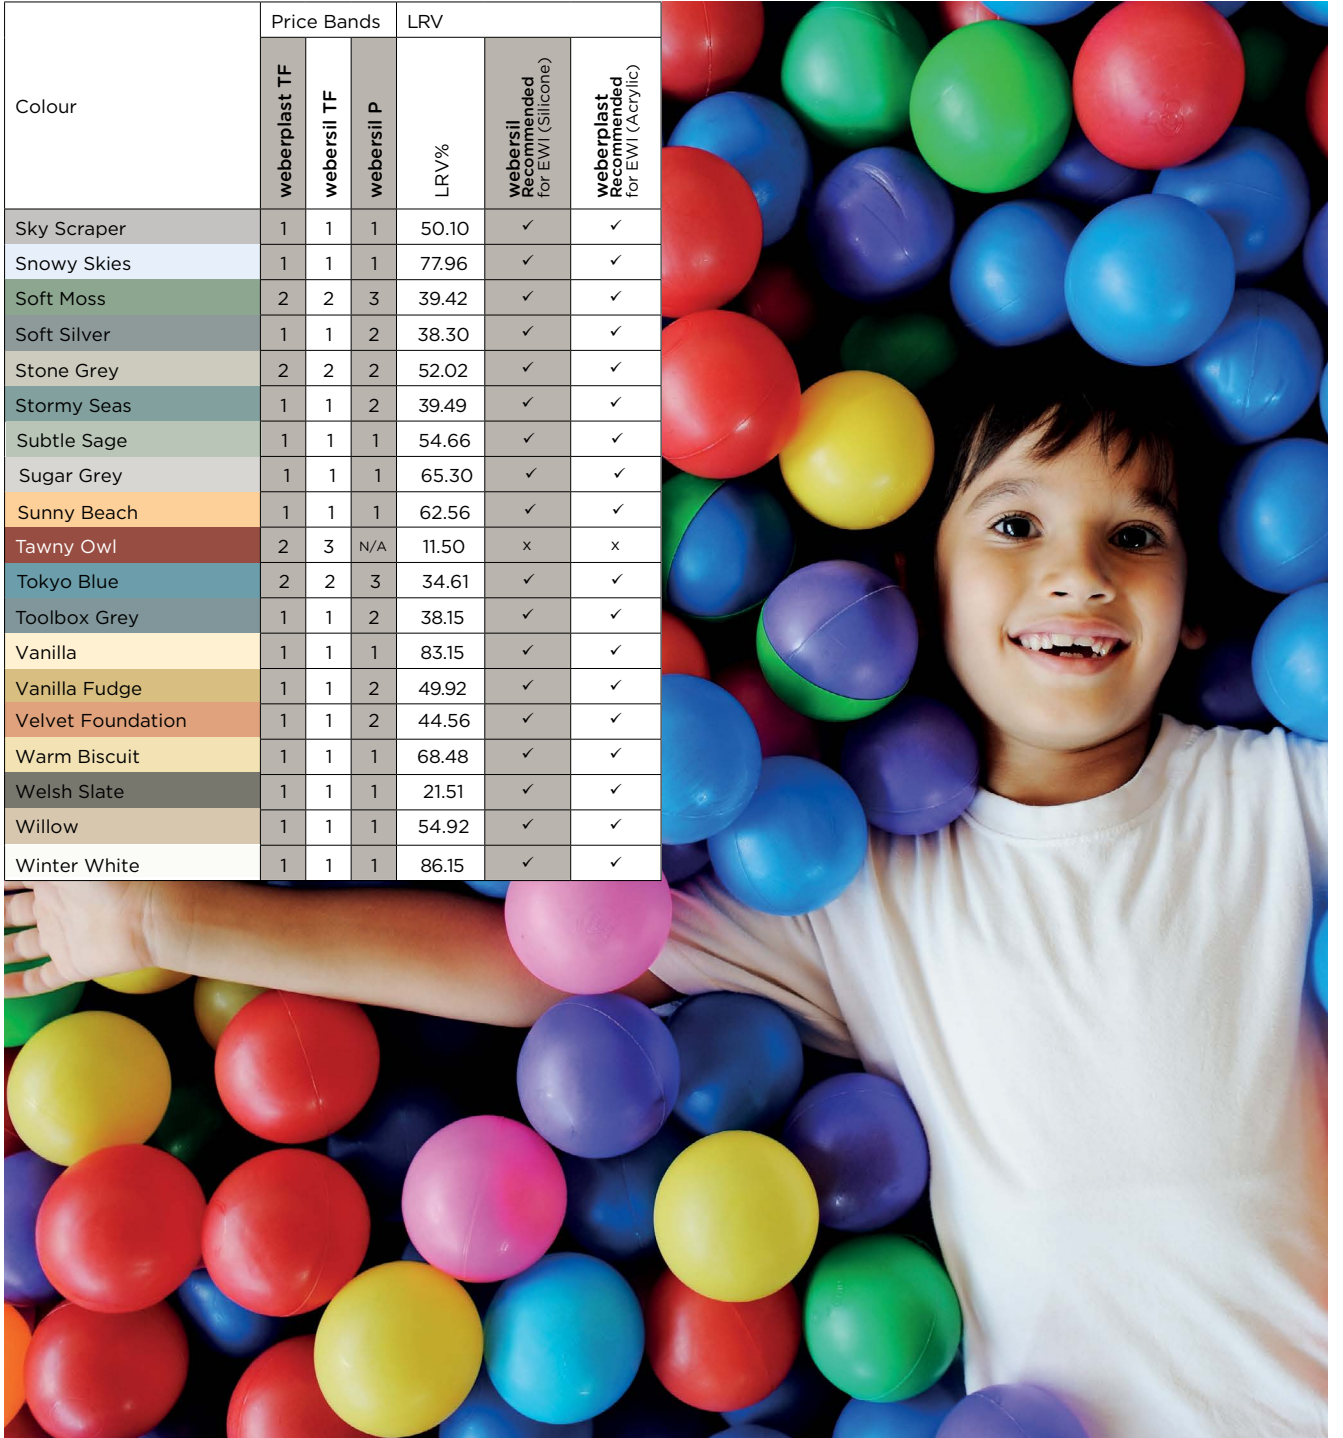 Price Bands LRV
Colour
weberplast TF
webersil TF
webersil P
LRV%
webersil
Recommended
for EWI (Silicone)
weberplast
Recommended
for EWI (Acrylic)
Sky Scraper 1 1 1 50.10 ✓ ✓
Snowy Skies 1 1 1 77.96 ✓ ✓
Soft Moss 2 2 3 39.42 ✓ ✓
Soft Silver 1 1 2 38.30 ✓ ✓
Stone Grey 2 2 2 52.02 ✓ ✓
Stormy Seas 1 1 2 39.49 ✓ ✓
Subtle Sage 1 1 1 54.66 ✓ ✓
Sugar Grey 1 1 1 65.30 ✓ ✓
Sunny Beach 1 1 1 62.56 ✓ ✓
Tawny Owl 2 3 N/A 11.50 x x
Tokyo Blue 2 2 3 34.61 ✓ ✓
Toolbox Grey 1 1 2 38.15 ✓ ✓
Vanilla 1 1 1 83.15 ✓ ✓
Vanilla Fudge 1 1 2 49.92 ✓ ✓
Velvet Foundation 1 1 2 44.56 ✓ ✓
Warm Biscuit 1 1 1 68.48 ✓ ✓
Welsh Slate 1 1 1 21.51 ✓ ✓
Willow 1 1 1 54.92 ✓ ✓
Winter White 1 1 1 86.15 ✓ ✓